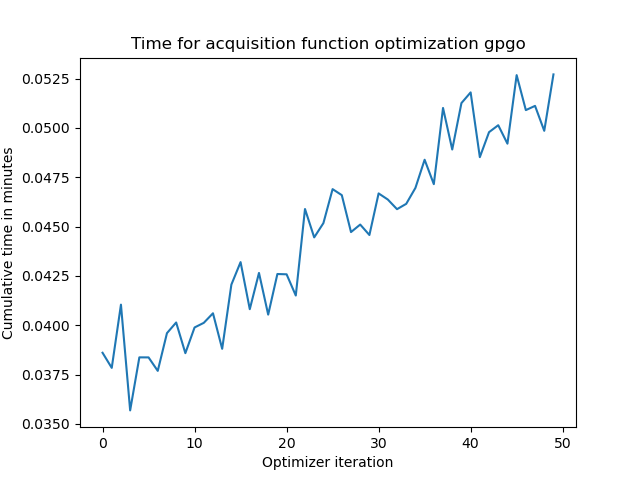 Time for acquisition function optimization gpgo
Cumulative time in minutes
0.0525
0.0500
0.0475
0.0450
0.0425
0.0400
0.0375
0.0350
0 10 20 30 40 50
Optimizer iteration